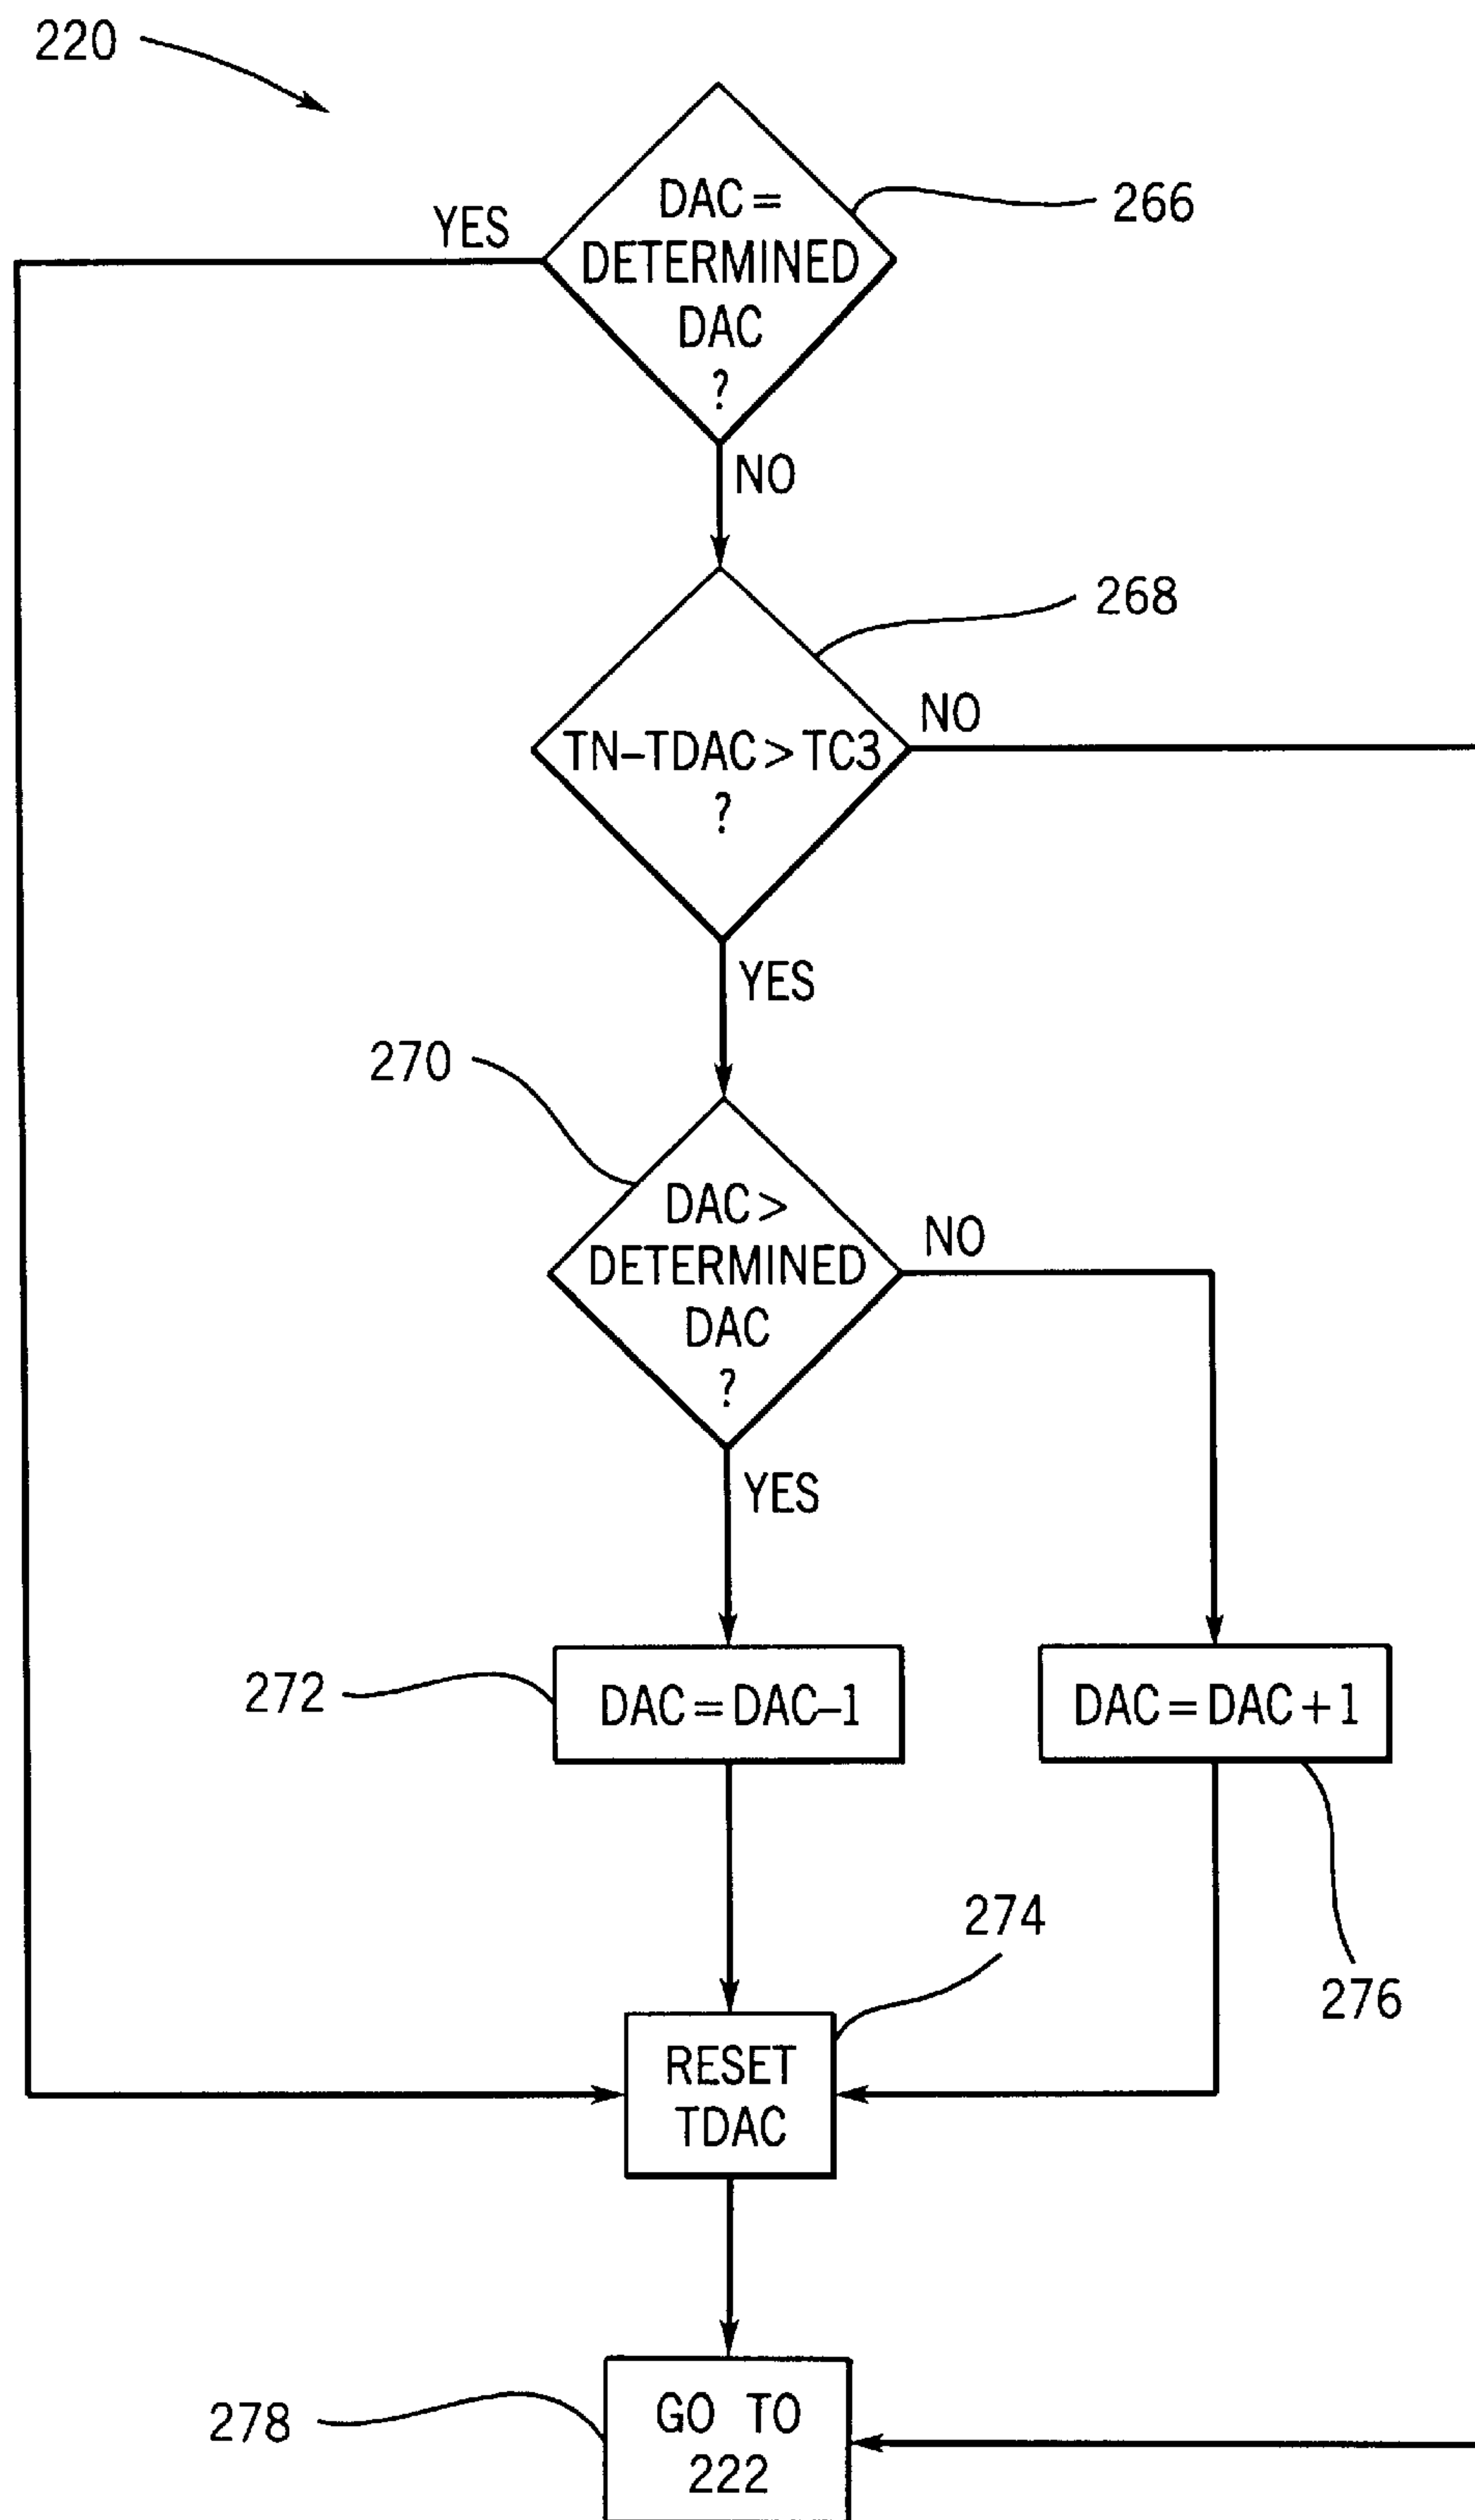 220
DAC=
DETERMINED
DAC
?
266
YES
NO
268
TN-TDAC>TC3
?
NO
YES
270
DAC>
DETERMINED
DAC
?
NO
YES
272
DAC=DAC-1
DAC=DAC+1
274
276
RESET
TDAC
278
GO TO
222